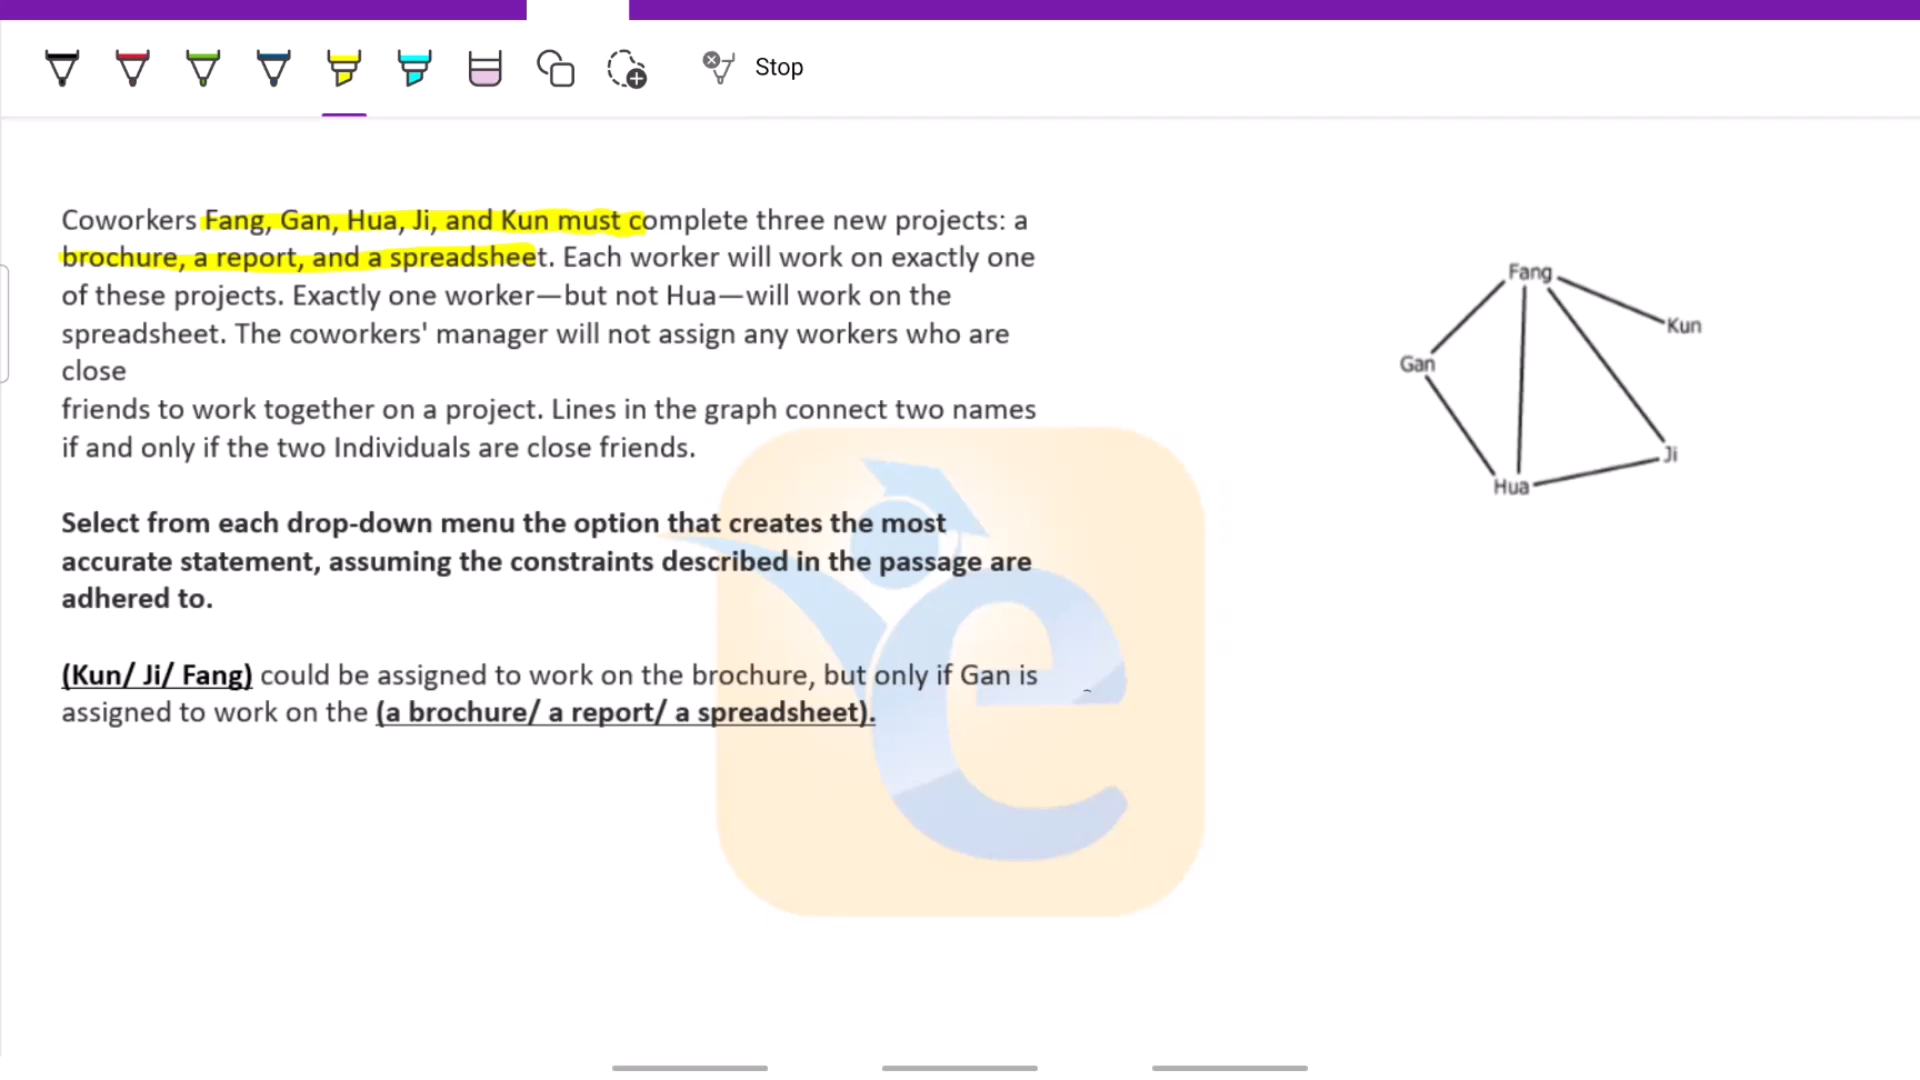 Stop
Coworkers Fang, Gan, Hua, Ji, and Kun must complete three new projects: a
brochure, a report, and a spreadsheet. Each worker will work on exactly one
of these projects. Exactly one worker—but not Hua—will work on the
spreadsheet. The coworkers' manager will not assign any workers who are
close
friends to work together on a project. Lines in the graph connect two names
if and only if the two Individuals are close friends.
Select from each drop-down menu the option that creates the most
accurate statement, assuming the constraints described in the passage are
adhered to.
(Kun/ Ji/ Fang) could be assigned to work on the brochure, but only if Gan is
assigned to work on the (a brochure/ a report/ a spreadsheet).
Fang
Kun
Gan
Ji
Hua